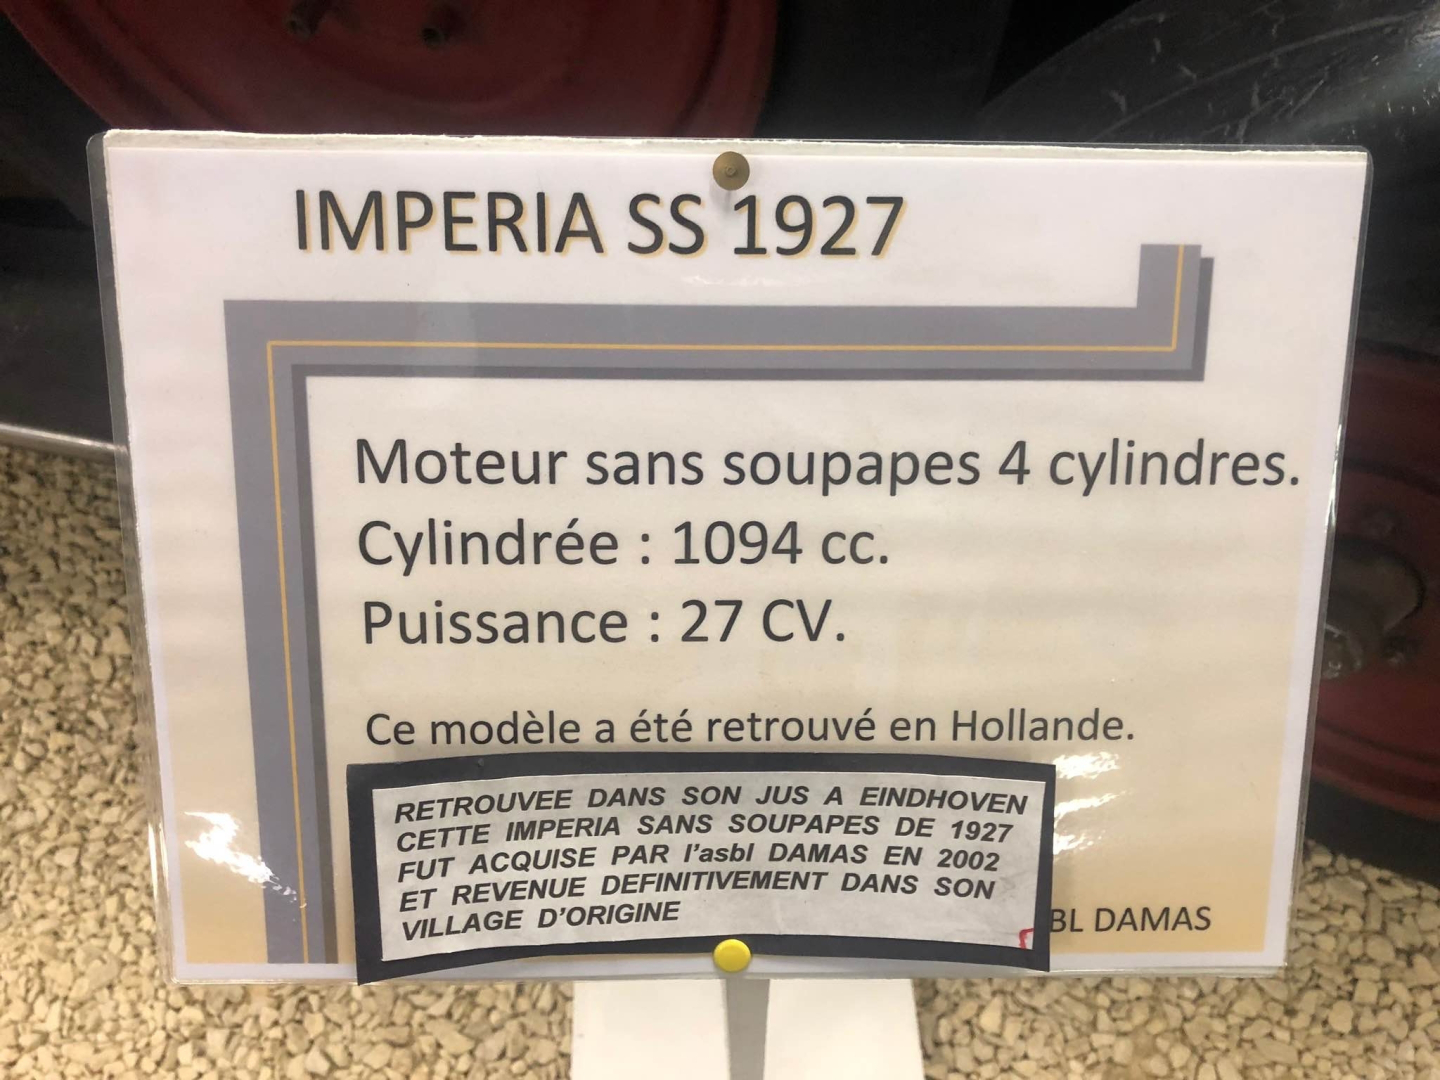 IMPERIA SS 1927
Moteur sans soupapes 4 cylindres.
Cylindrée : 1094 cc.
Puissance : 27 CV.
Ce modèle a été retrouvé en Hollande.
RETROUVEE DANS SON JUS A EINDHOVEN
CETTE IMPERIA SANS SOUPAPES DE 1927
FUT ACQUISE PAR l'asbl DAMAS EN 2002
ET REVENUE DEFINITIVEMENT DANS SON
VILLAGE D'ORIGINE
BL DAMAS